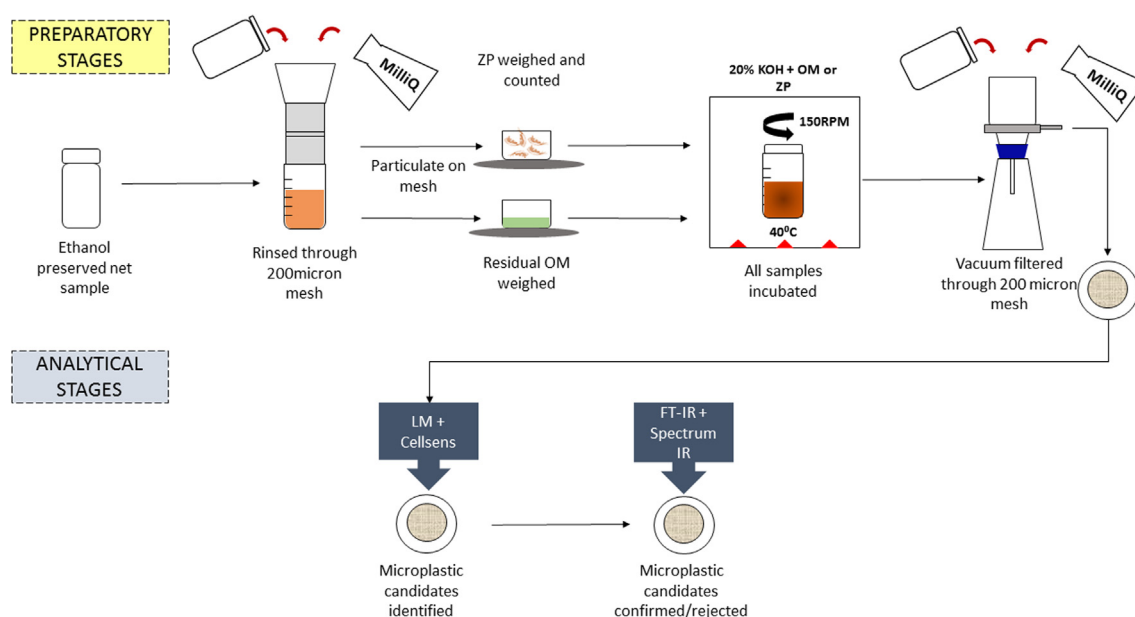 PREPARATORY
STAGES
MilliQ
ZP weighed and
counted
Particulate on
mesh
Ethanol
preserved net
sample
Rinsed through
200micron
mesh
Residual OM
weighed
20% KOH + OM or
ZP
150RPM
40⁰C
All samples
incubated
MilliQ
Vacuum filtered
through 200 micron
mesh
ANALYTICAL
STAGES
LM +
Cellsens
FT-IR +
Spectrum
IR
Microplastic
candidates
identified
Microplastic
candidates
confirmed/rejected